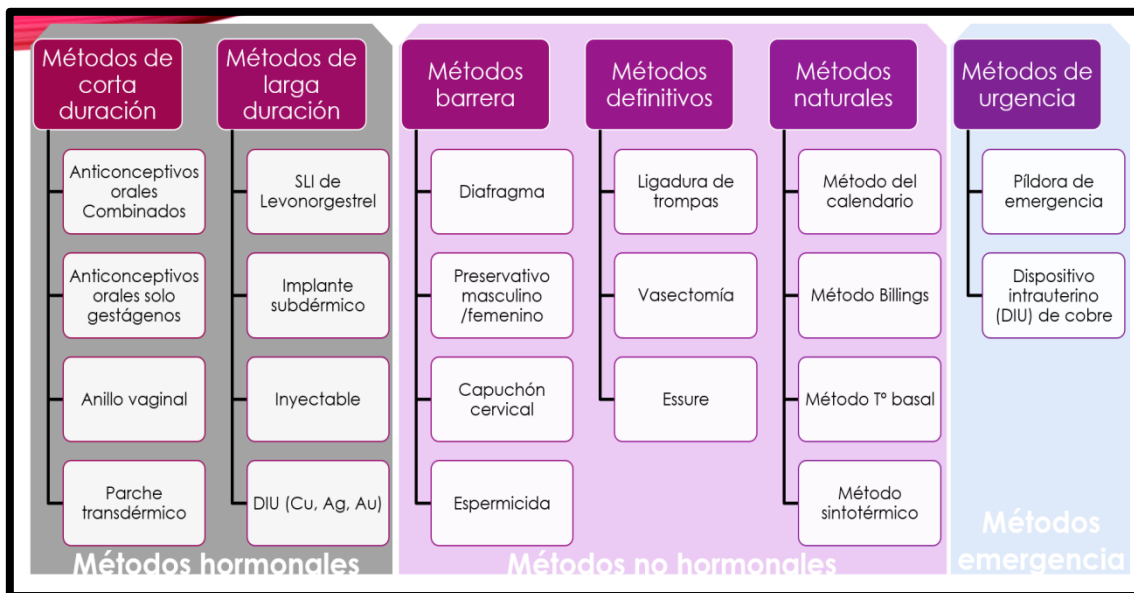 Métodos de
corta
duración
Anticonceptivos
orales
Combinados
Anticonceptivos
orales solo
gestágenos
Anillo vaginal
Parche
transdérmico
Métodos de
larga
duración
SLI de
Levonorgestrel
Implante
subdérmico
Inyectable
DIU (Cu, Ag, Au)
Métodos hormonales
Métodos
barrera
Diafragma
Preservativo
masculino
/femenino
Capuchón
cervical
Espermicida
Métodos
definitivos
Ligadura de
trompas
Vasectomía
Essure
Métodos
naturales
Método del
calendario
Método Billings
Método Tº basal
Método
sintotérmico
Métodos no hormonales
Métodos de
urgencia
Píldora de
emergencia
Dispositivo
intrauterino
(DIU) de cobre
Métodos
emergencia